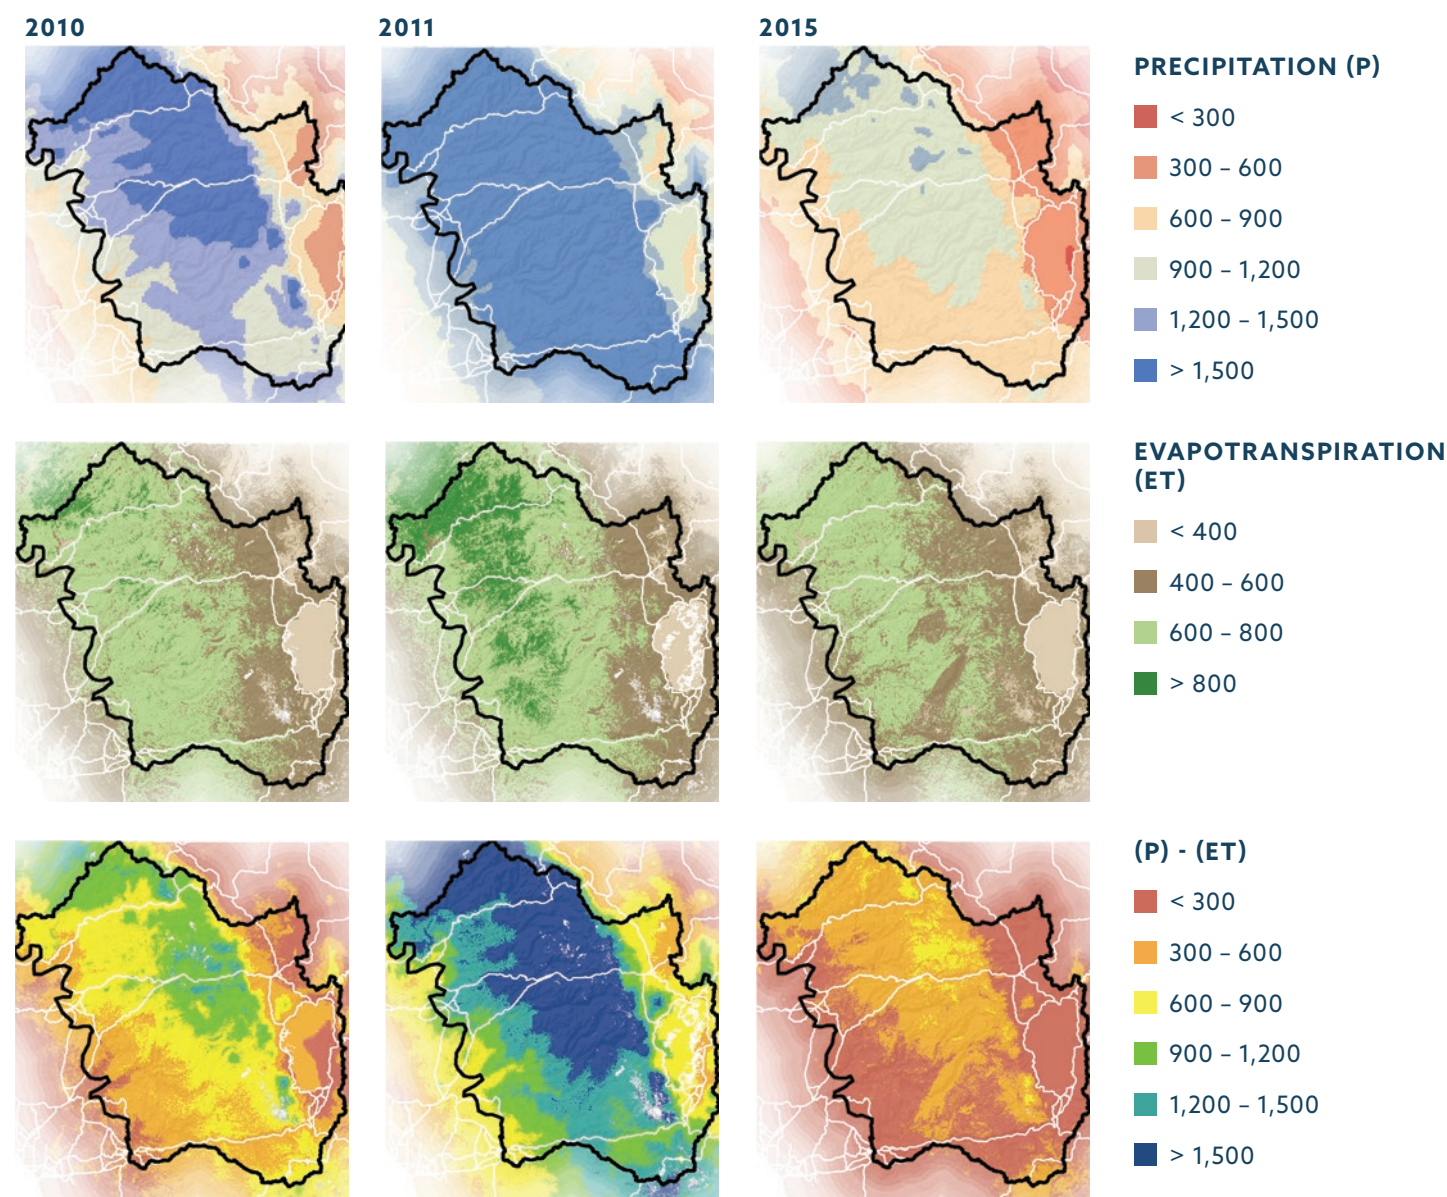 2010
2011
2015
PRECIPITATION (P)
< 300
300 – 600
600 – 900
900 – 1,200
1,200 – 1,500
> 1,500
EVAPOTRANSPIRATION
(ET)
< 400
400 – 600
600 – 800
> 800
(P) - (ET)
< 300
300 – 600
600 – 900
900 – 1,200
1,200 – 1,500
> 1,500